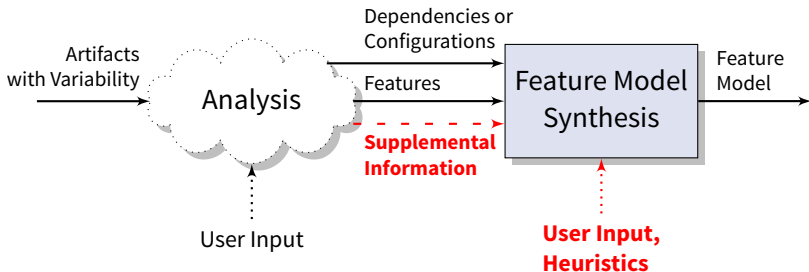 Artifacts
with Variability
Analysis
User Input
Dependencies or
Configurations
Features
Supplemental
Information
Feature Model
Synthesis
User Input,
Heuristics
Feature
Model